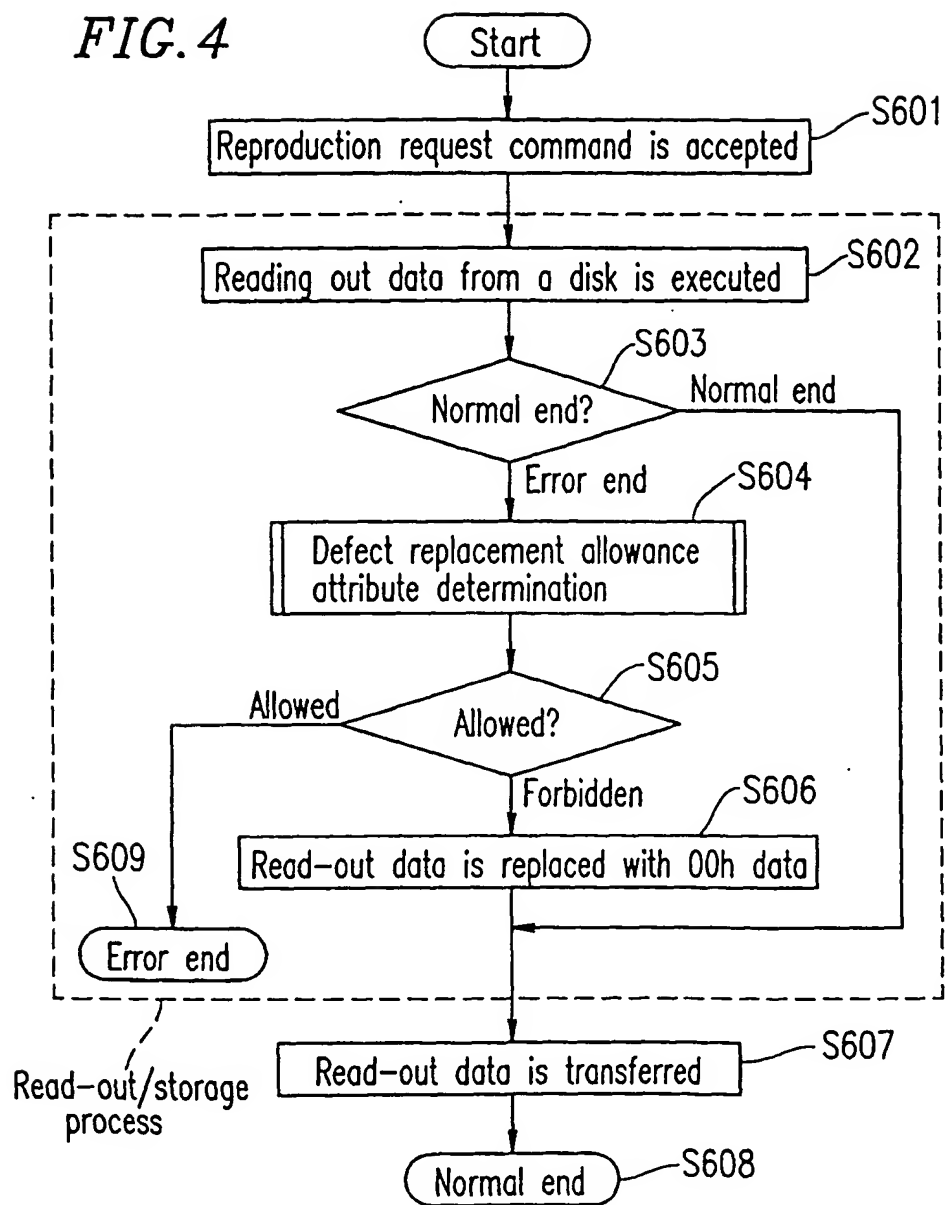 FIG. 4
Start
S601
Reproduction request command is accepted
S602
Reading out data from a disk is executed
S603
Normal end?
Normal end
Error end
S604
Defect replacement allowance
attribute determination
S605
Allowed
Allowed?
Forbidden
S606
Read-out data is replaced with 00h data
S609
Error end
S607
Read-out data is transferred
Read-out/storage
process
Normal end
S608